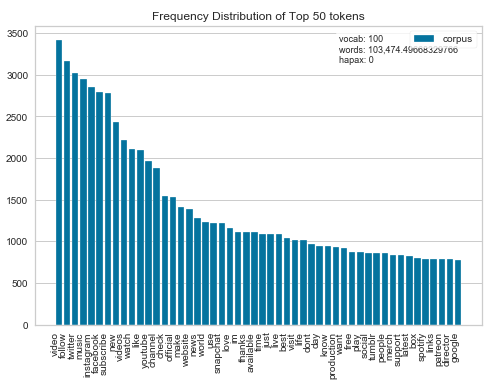 Frequency Distribution of Top 50 tokens
vocab: 100
words: 103,474.49668329766
hapax: 0
corpus
3500
3000
2500
2000
1500
1000
500
0
video
follow
twitter
music
instagram
facebook
subscribe
new
videos
watch
like
youtube
channel
check
official
make
website
news
world
use
snapchat
love
im
thanks
available
time
just
live
best
visit
life
dont
day
know
production
want
free
play
social
tumblr
people
merch
support
latest
box
spotify
links
patreon
director
google